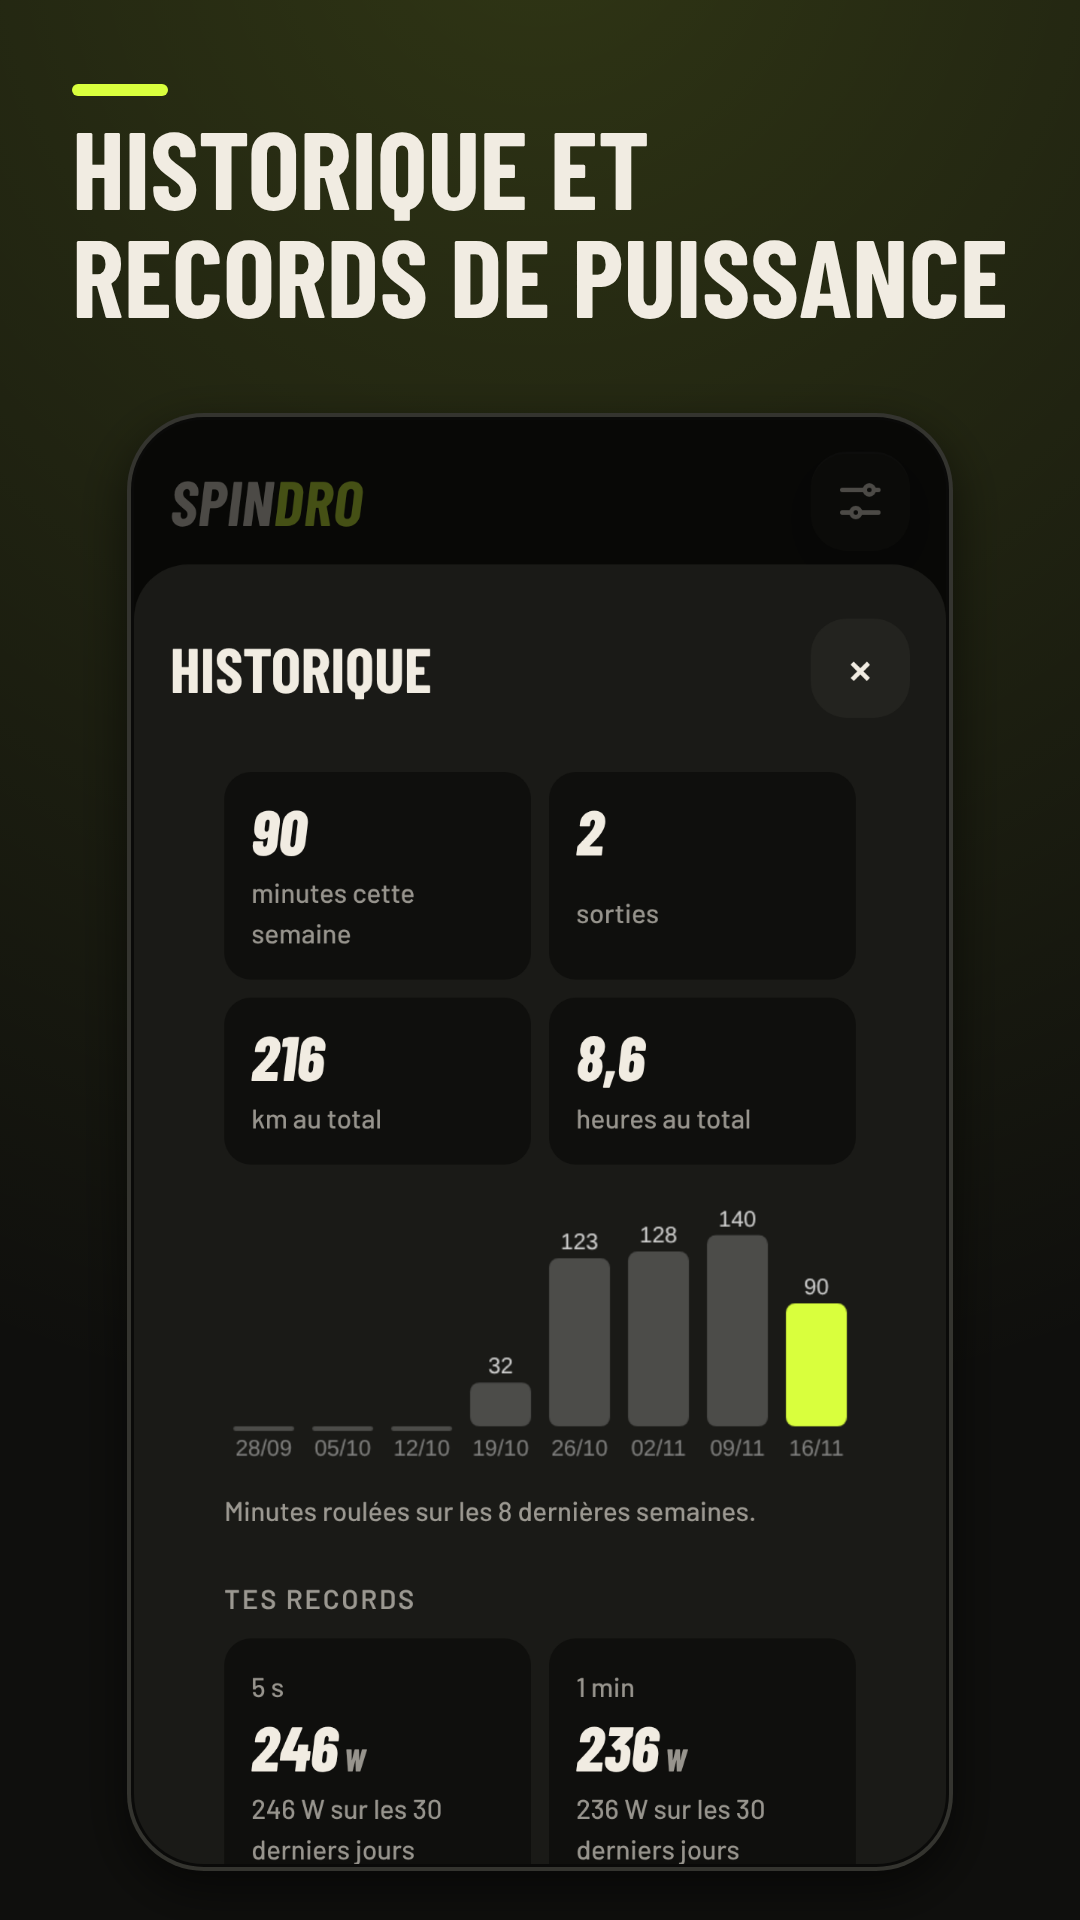 HISTORIQUE ET
RECORDS DE PUISSANCE
SPINDRO
HISTORIQUE
×
90
minutes cette
semaine
2
sorties
216
km au total
8,6
heures au total
32
123
128
140
90
28/09 05/10 12/10 19/10 26/10 02/11 09/11 16/11
Minutes roulées sur les 8 dernières semaines.
TES RECORDS
5 s
246 W
246 W sur les 30
derniers jours
1 min
236 W
236 W sur les 30
derniers jours